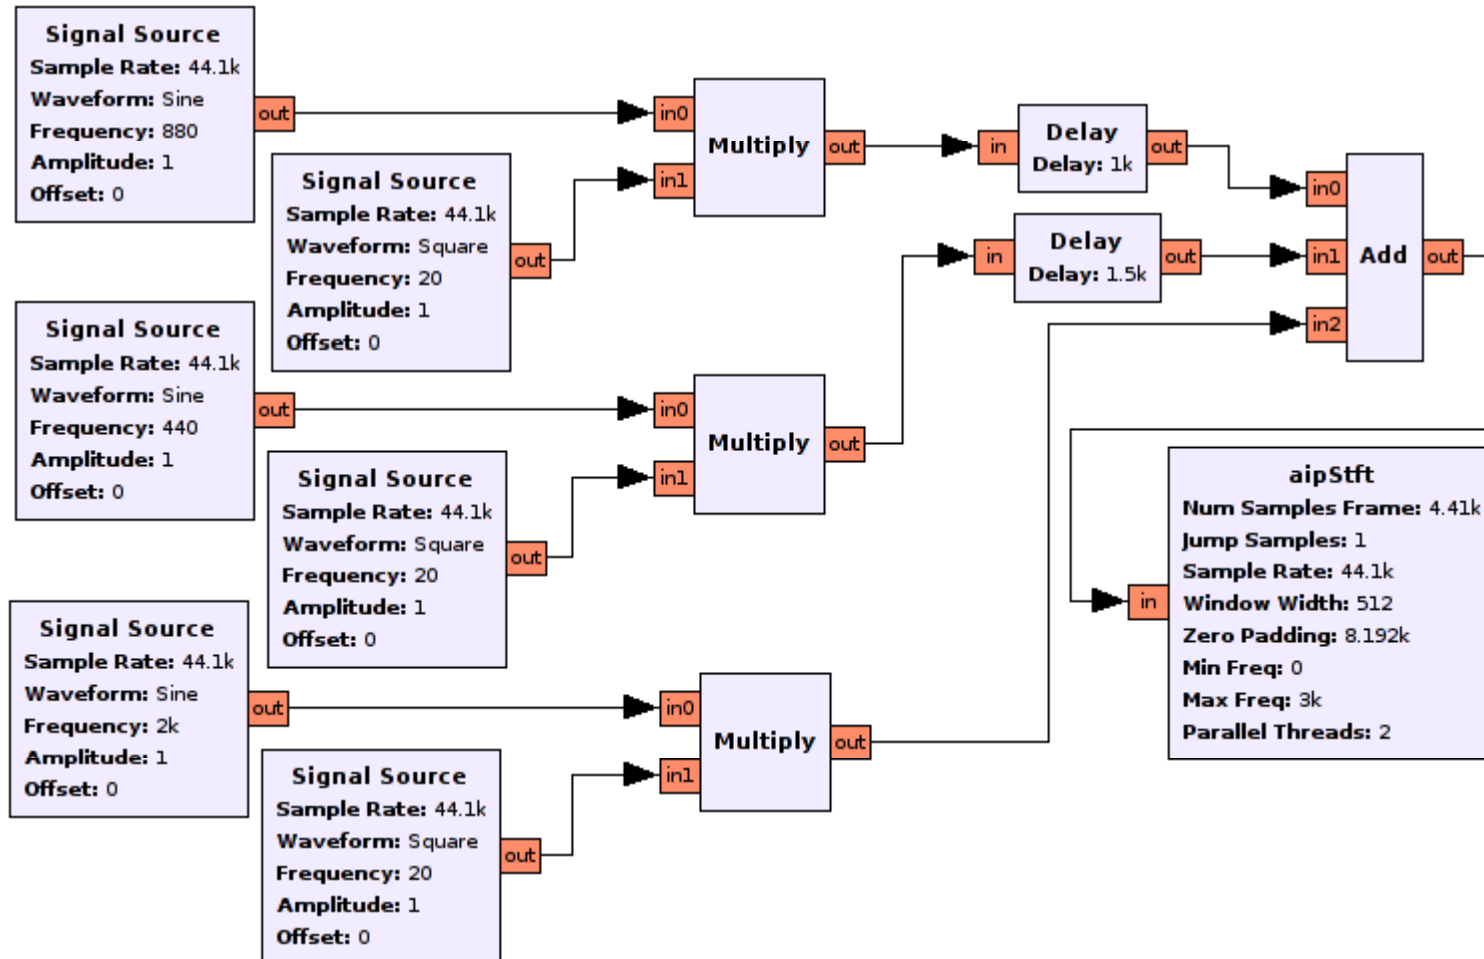 Signal Source
Sample Rate: 44.1k
Waveform: Sine
Frequency: 880
Amplitude: 1
Offset: 0
out
Signal Source
Sample Rate: 44.1k
Waveform: Square
Frequency: 20
Amplitude: 1
Offset: 0
out
in0
in1
Multiply
out
in
Delay
Delay: 1k
out
Signal Source
Sample Rate: 44.1k
Waveform: Sine
Frequency: 440
Amplitude: 1
Offset: 0
out
Signal Source
Sample Rate: 44.1k
Waveform: Square
Frequency: 20
Amplitude: 1
Offset: 0
out
in0
in1
Multiply
out
in
Delay
Delay: 1.5k
out
in0
in1
in2
Add
out
Signal Source
Sample Rate: 44.1k
Waveform: Sine
Frequency: 2k
Amplitude: 1
Offset: 0
out
Signal Source
Sample Rate: 44.1k
Waveform: Square
Frequency: 20
Amplitude: 1
Offset: 0
out
in0
in1
Multiply
out
in
aipStft
Num Samples Frame: 4.41k
Jump Samples: 1
Sample Rate: 44.1k
Window Width: 512
Zero Padding: 8.192k
Min Freq: 0
Max Freq: 3k
Parallel Threads: 2